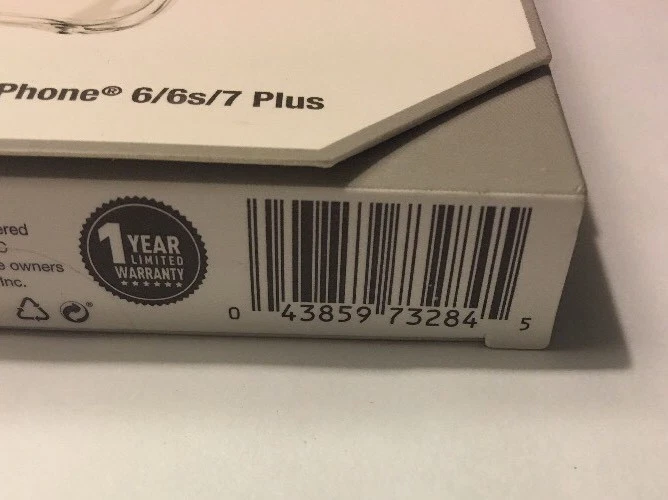 Phone® 6/6s/7 Plus
ered
C
e owners
Inc.
1 YEAR
LIMITED
WARRANTY
0 43859 73284 5